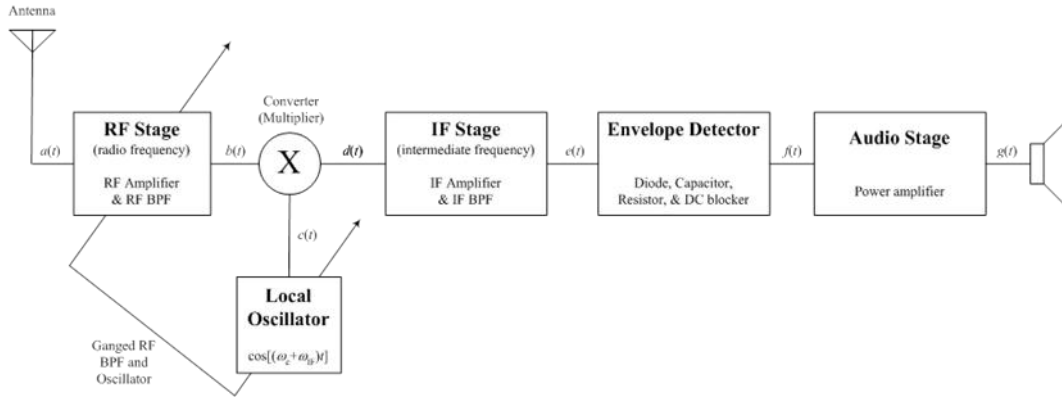 Antenna
a(t)
RF Stage
(radio frequency)
RF Amplifier
& RF BPF
b(t)
Converter
(Multiplier)
X
d(t)
IF Stage
(intermediate frequency)
IF Amplifier
& IF BPF
e(t)
Envelope Detector
Diode, Capacitor,
Resistor, & DC blocker
f(t)
Audio Stage
Power amplifier
g(t)
c(t)
Local
Oscillator
cos[(ω_c+ω_IF)t]
Ganged RF
BPF and
Oscillator